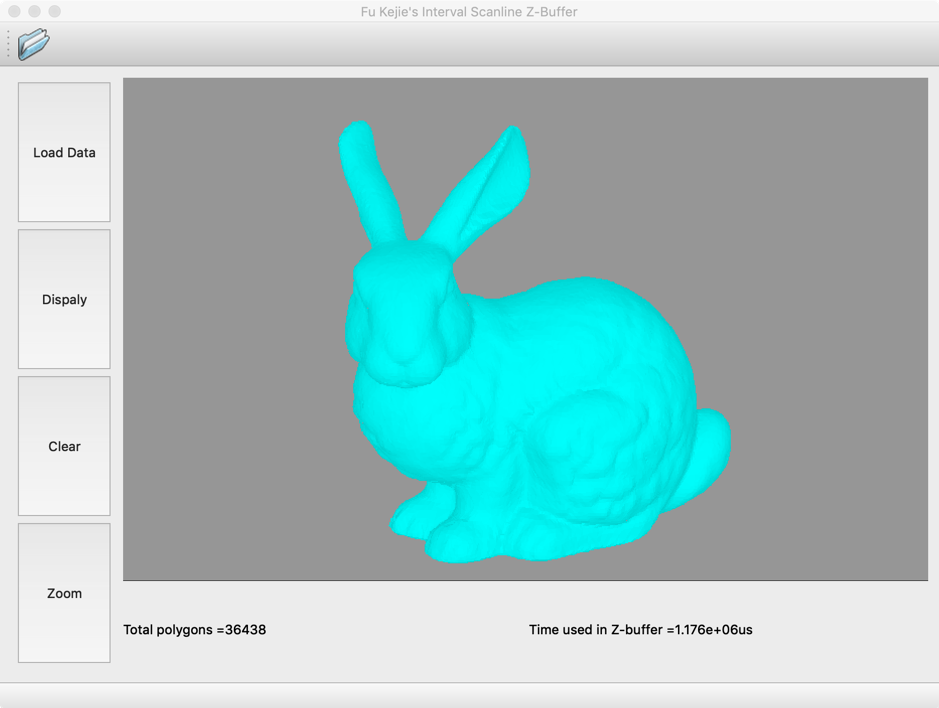 Fu Kejie's Interval Scanline Z-Buffer
Load Data
Dispaly
Clear
Zoom
Total polygons =36438
Time used in Z-buffer =1.176e+06us